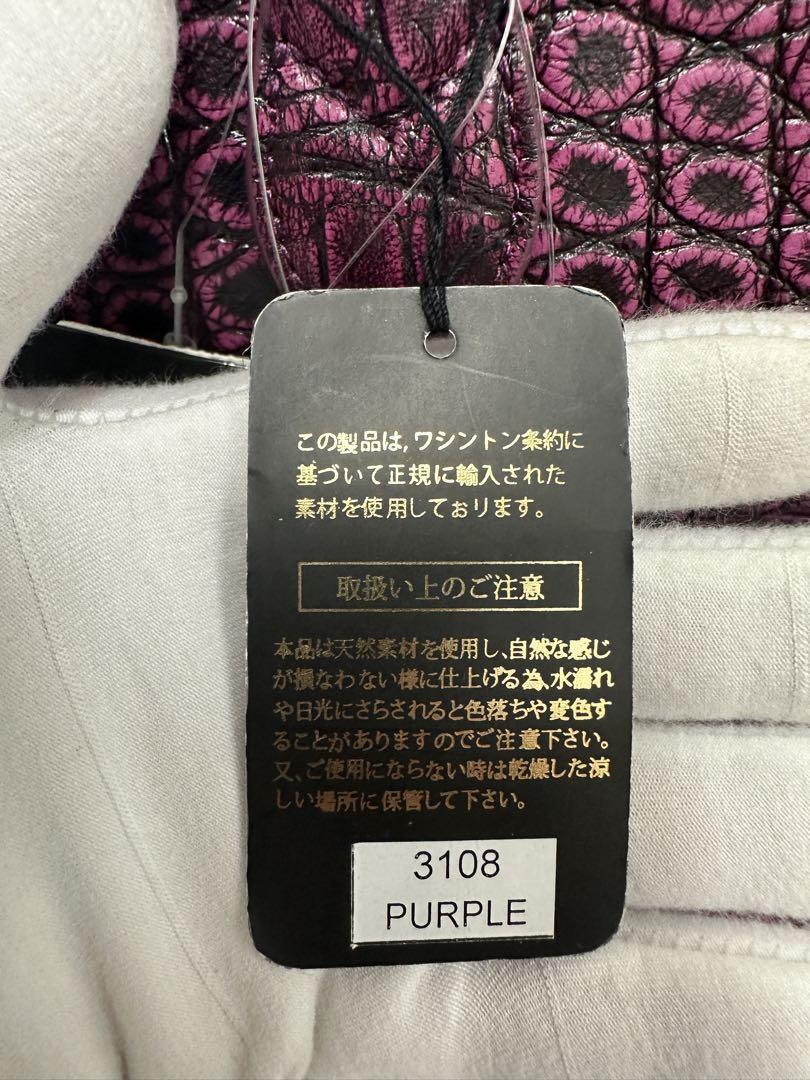 この製品は,ワシントン条約に
基づいて正規に輸入された
素材を使用しております。
取扱い上のご注意
本品は天然素材を使用し、自然な感じ
が損なわない様に仕上げる為、水濡れ
や日光にさらされると色落ちや変色す
ることがありますのでご注意下さい。
又、ご使用にならない時は乾燥した涼
しい場所に保管して下さい。
3108
PURPLE